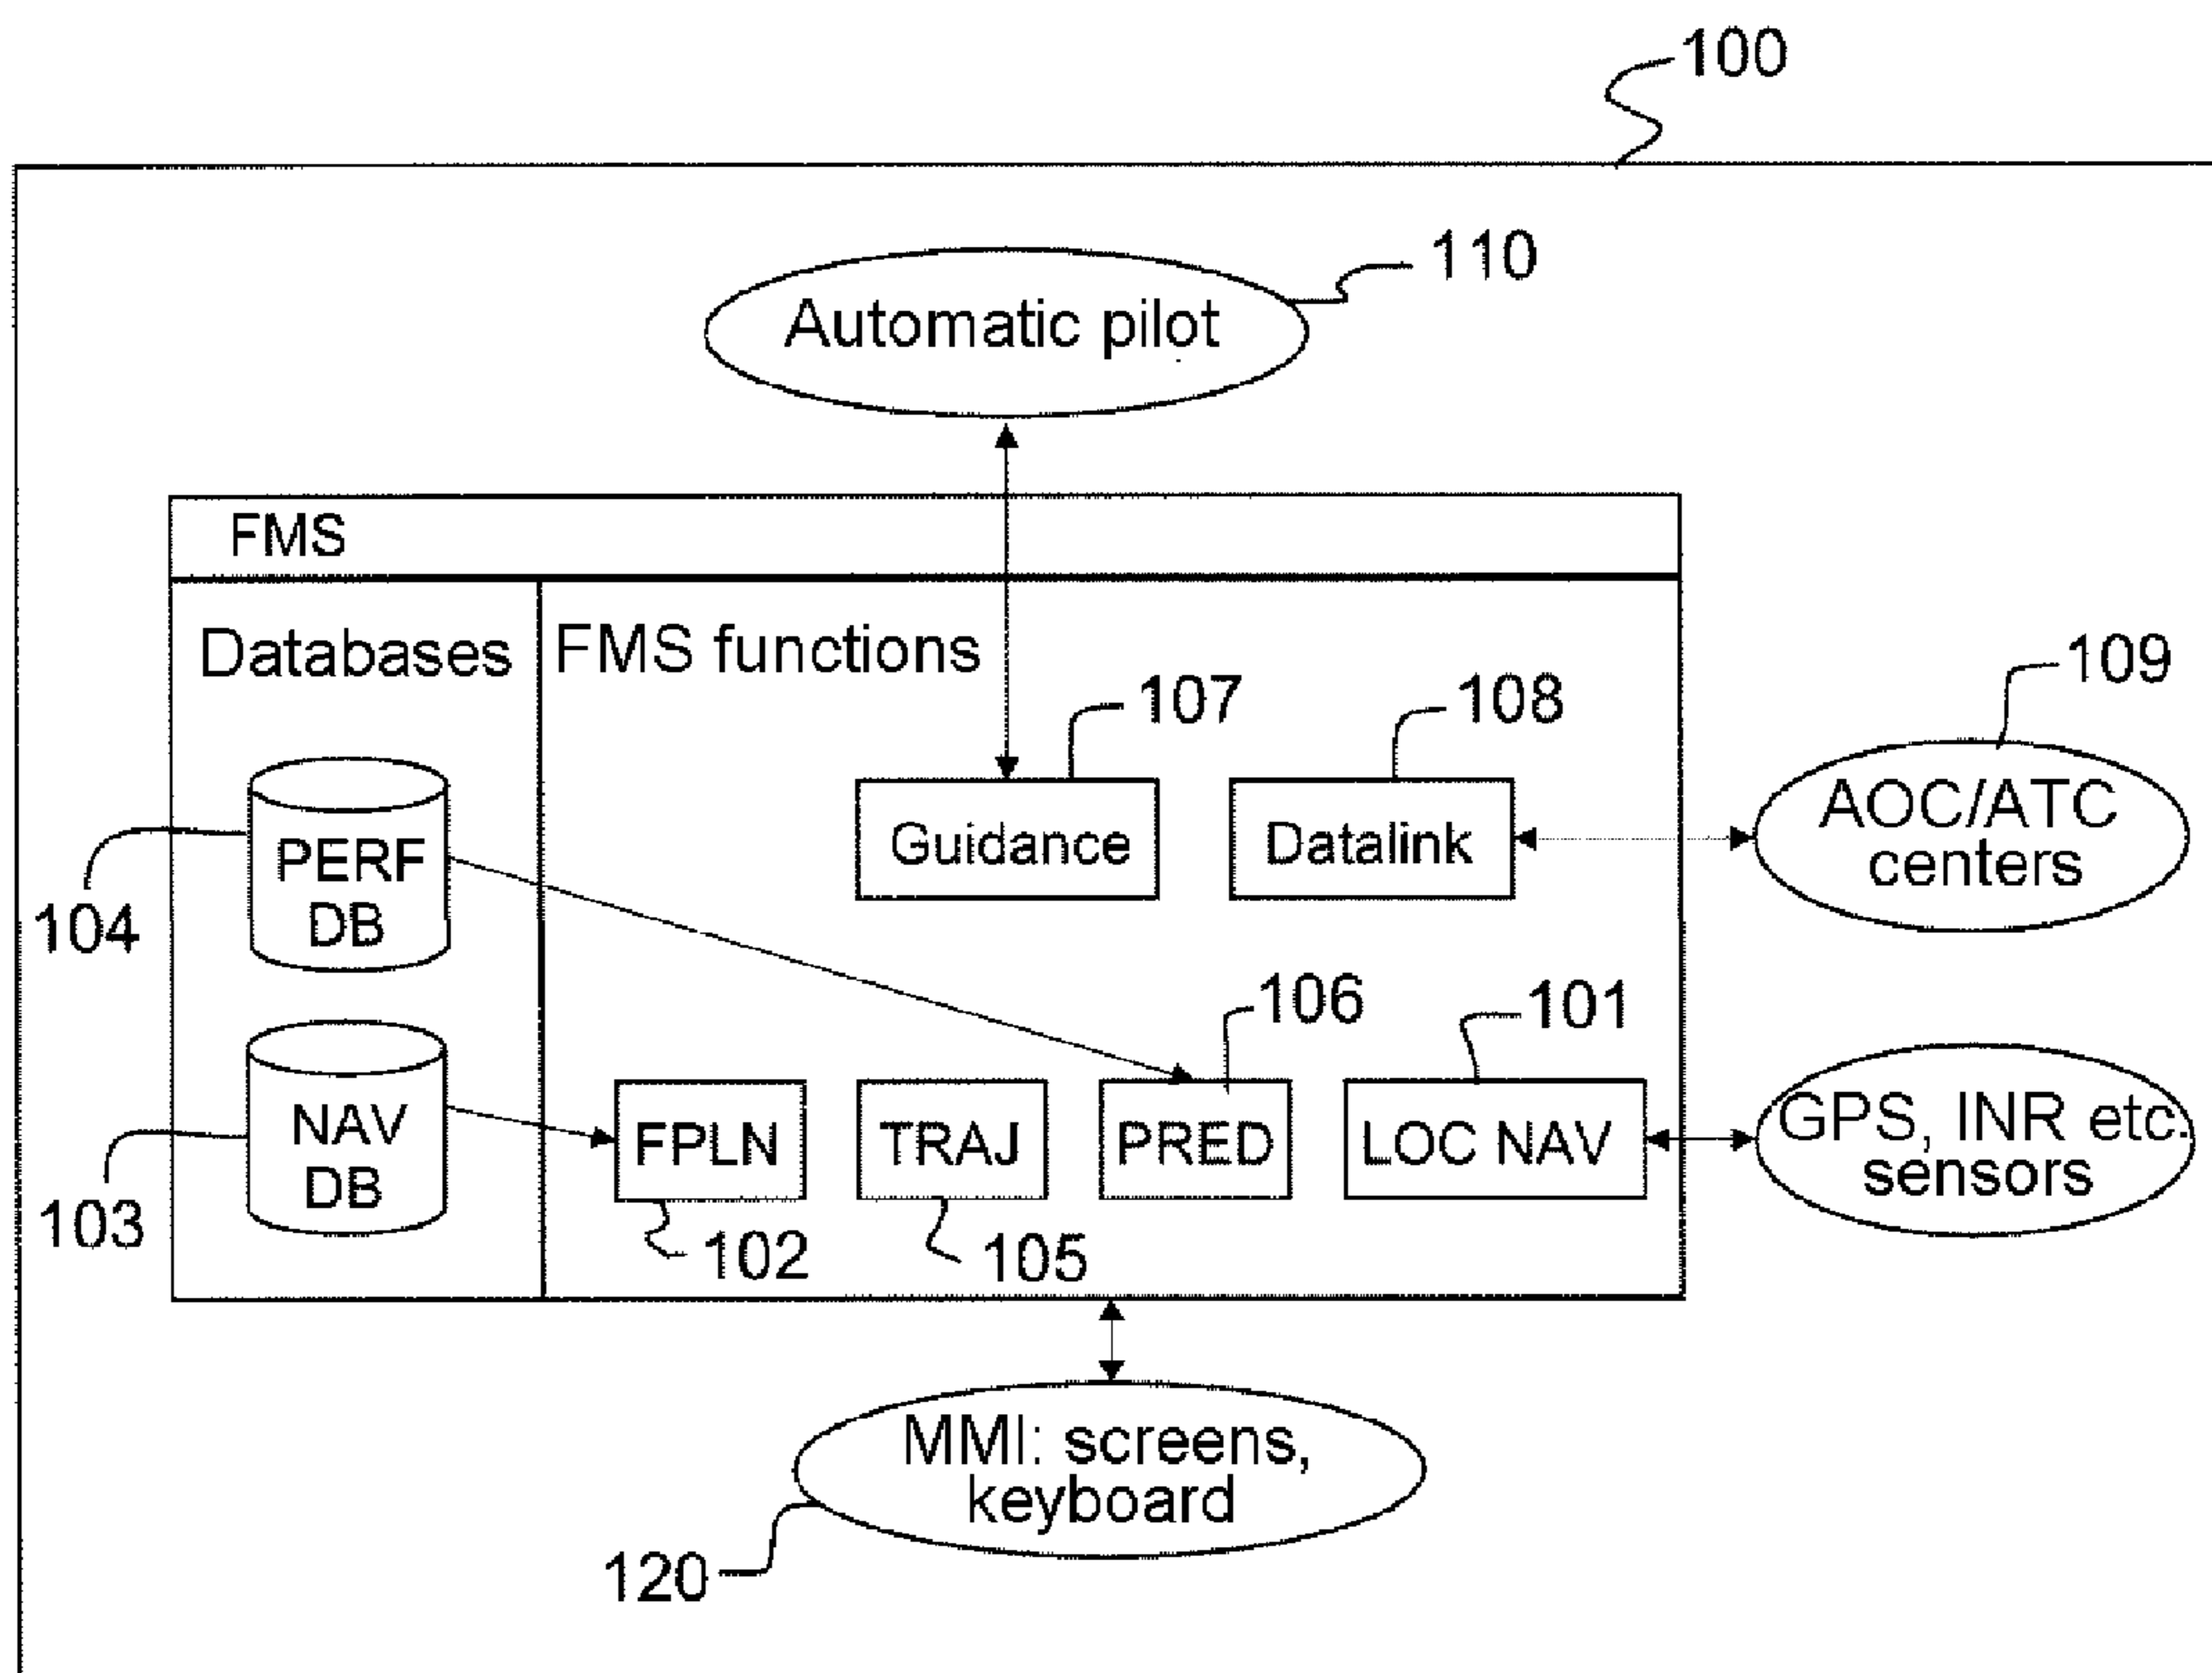 100
110
Automatic pilot
FMS
Databases
FMS functions
107
108
109
Guidance
Datalink
AOC/ATC
centers
PERF
DB
104
106
101
NAV
DB
103
FPLN
TRAJ
PRED
LOC NAV
GPS, INR etc.
sensors
102
105
MMI: screens,
keyboard
120